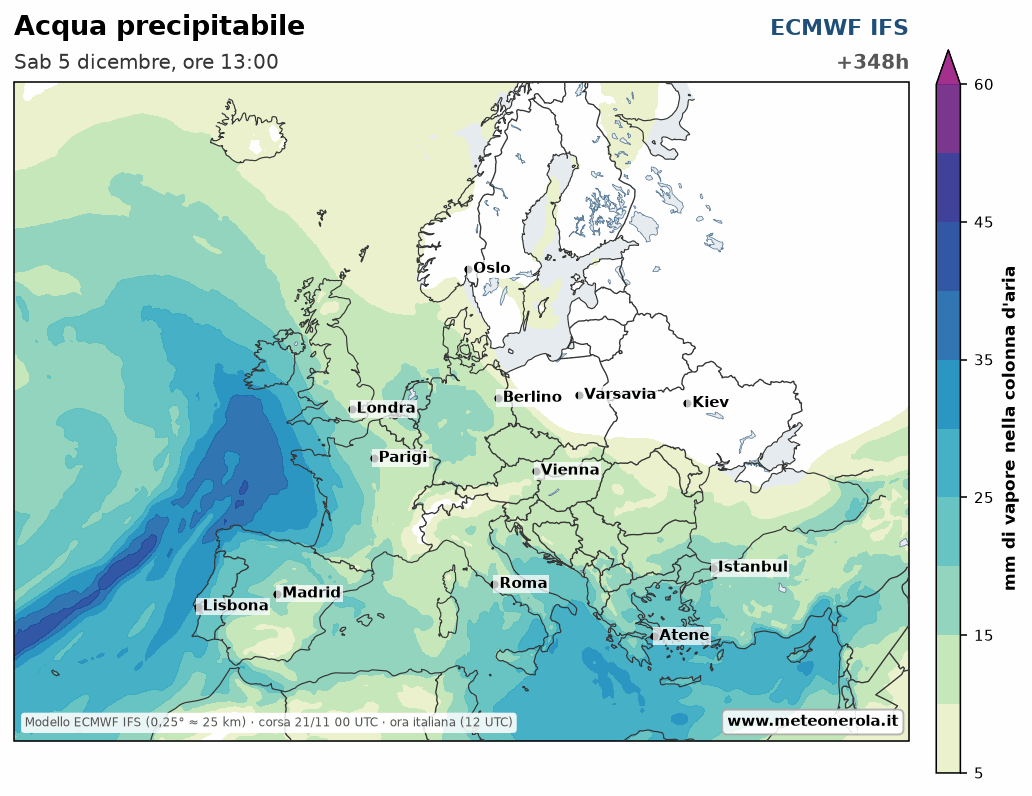 Acqua precipitabile
ECMWF IFS
Sab 5 dicembre, ore 13:00
+348h
60
45
35
25
15
5
mm di vapore nella colonna d'aria
Oslo
Berlino
Varsavia
Kiev
Londra
Parigi
Vienna
Istanbul
Roma
Madrid
Lisbona
Atene
Modello ECMWF IFS (0,25° ≈ 25 km) · corsa 21/11 00 UTC · ora italiana (12 UTC)
www.meteonerola.it